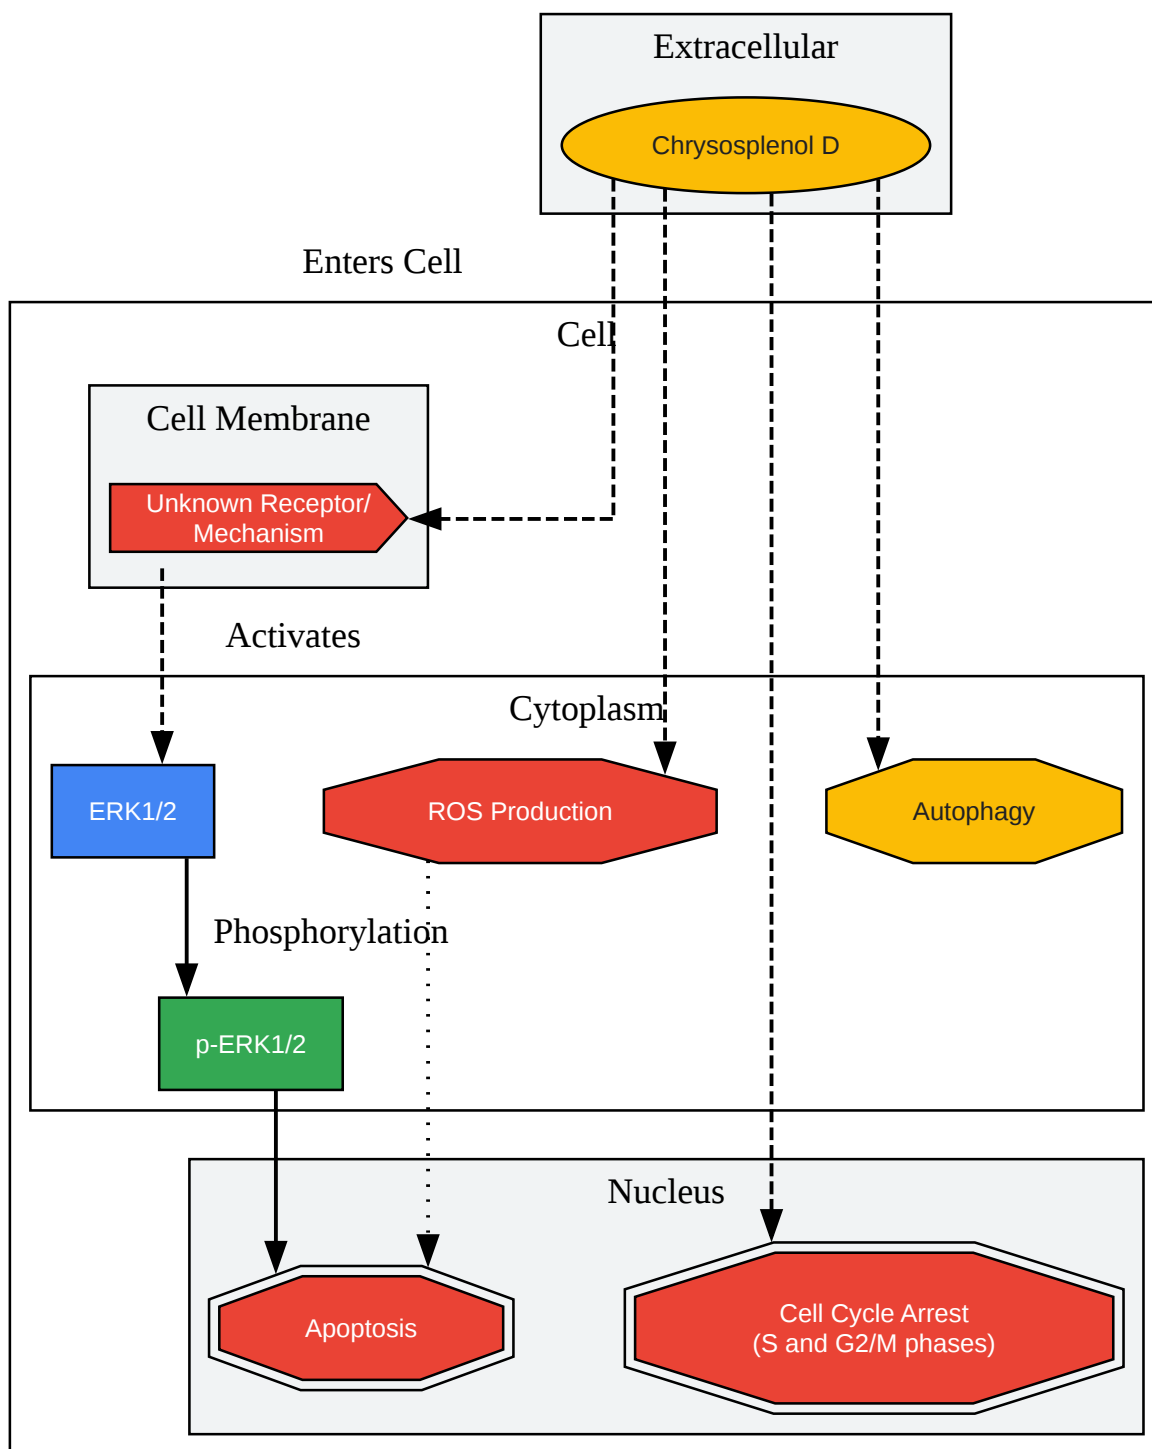 Extracellular
Chrysosplenol D
Enters Cell
Cell
Cell Membrane
Unknown Receptor/
Mechanism
Activates
Cytoplasm
ERK1/2
ROS Production
Autophagy
Phosphorylation
p-ERK1/2
Nucleus
Apoptosis
Cell Cycle Arrest
(S and G2/M phases)